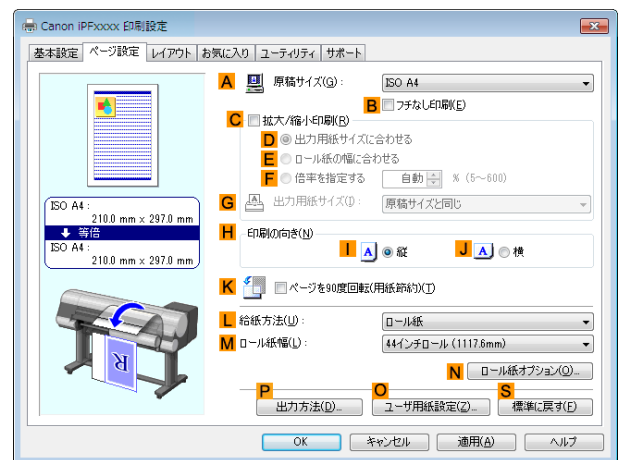 Canon iPFxxxx 印刷設定
基本設定 ページ設定 レイアウト お気に入り ユーティリティ サポート
A 原稿サイズ(G): ISO A4
B フチなし印刷(E)
C 拡大/縮小印刷(R)
D 出力用紙サイズに合わせる
E ロール紙の幅に合わせる
F 倍率を指定する 自動 % (5~600)
G 出力用紙サイズ(I): 原稿サイズと同じ
ISO A4 :
210.0 mm x 297.0 mm
等倍
ISO A4 :
210.0 mm x 297.0 mm
H 印刷の向き(N)
I A 縦 J A 横
K ページを90度回転(用紙節約)(T)
L 給紙方法(U): ロール紙
M ロール紙幅(L): 44インチロール (1117.6mm)
R
N ロール紙オプション(O)...
P O S
出力方法(D)... ユーザ用紙設定(Z)... 標準に戻す(F)
OK キャンセル 適用(A) ヘルプ